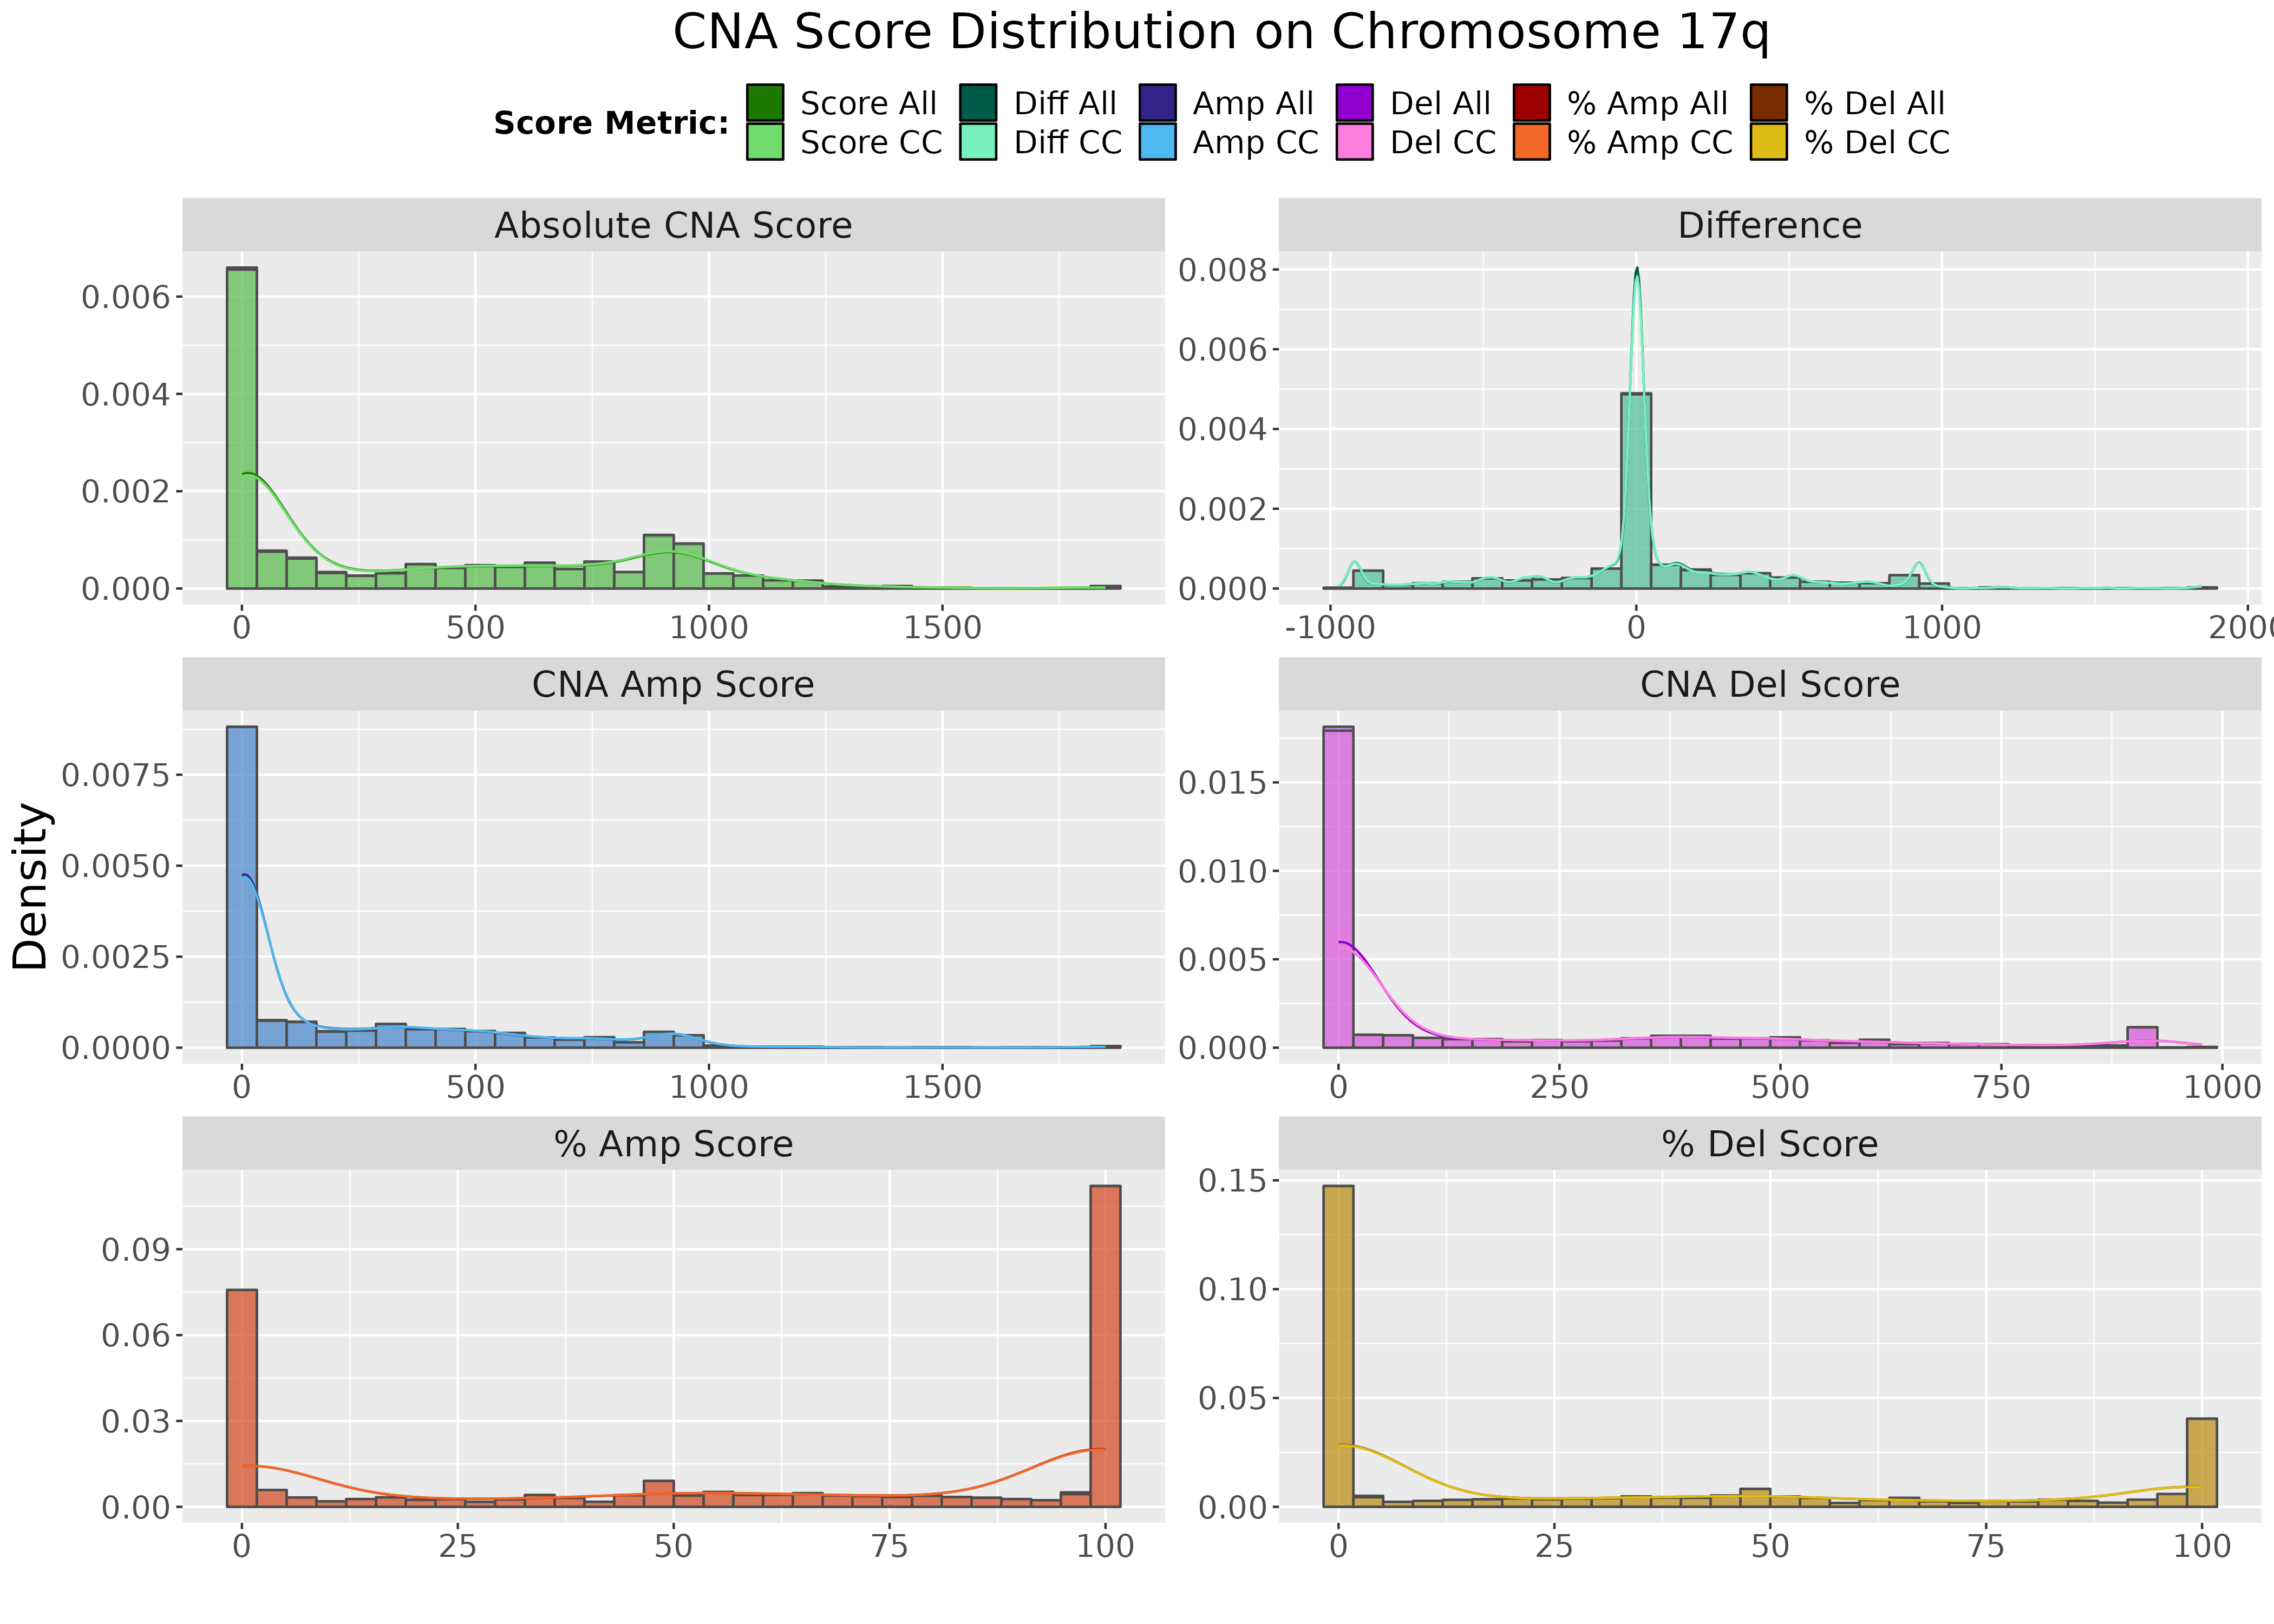 CNA Score Distribution on Chromosome 17q
Score Metric:
Score All Diff All Amp All Del All % Amp All % Del All
Score CC Diff CC Amp CC Del CC % Amp CC % Del CC
Absolute CNA Score
0.006
0.004
0.002
0.000
0 500 1000 1500
Difference
0.008
0.006
0.004
0.002
0.000
-1000 0 1000 200
Density
CNA Amp Score
0.0075
0.0050
0.0025
0.0000
0 500 1000 1500
CNA Del Score
0.015
0.010
0.005
0.000
0 250 500 750 1000
% Amp Score
0.09
0.06
0.03
0.00
0 25 50 75 100
% Del Score
0.15
0.10
0.05
0.00
0 25 50 75 100